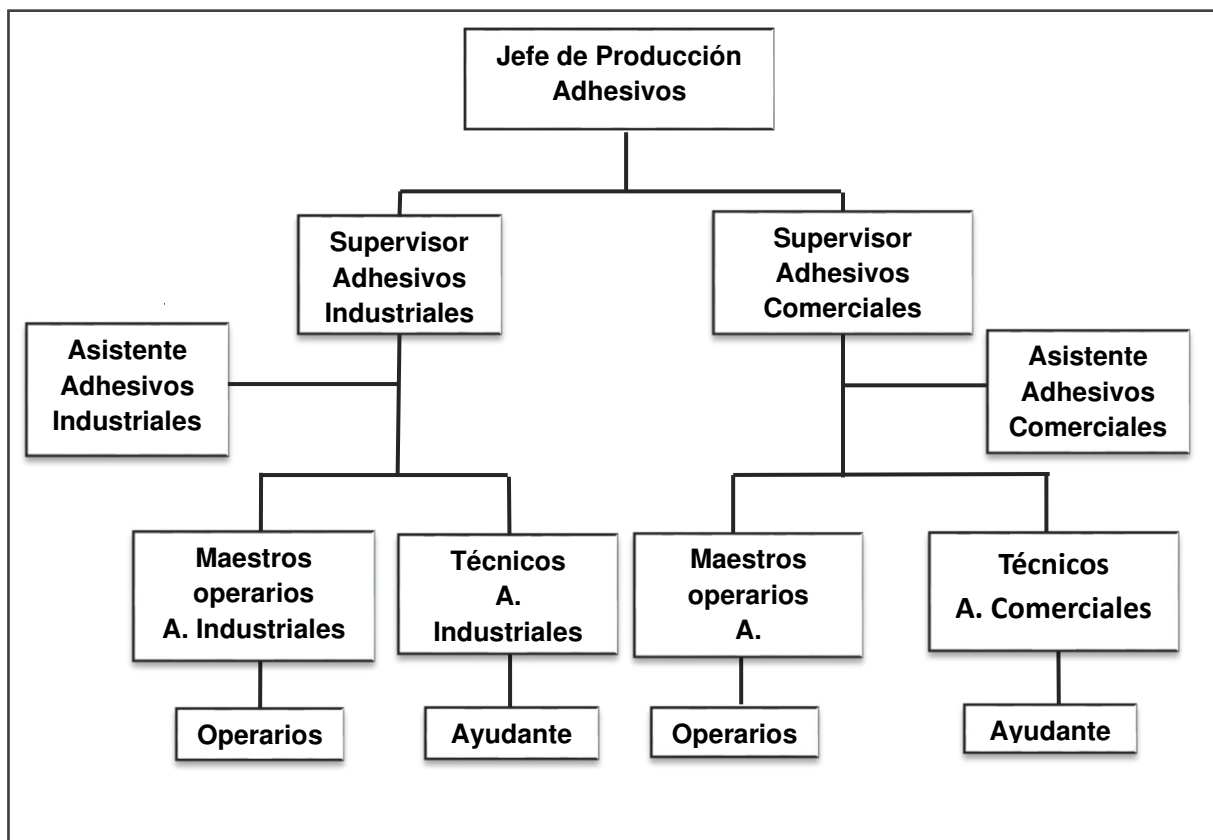 Jefe de Producción
Adhesivos
Supervisor
Adhesivos
Industriales
Supervisor
Adhesivos
Comerciales
Asistente
Adhesivos
Industriales
Asistente
Adhesivos
Comerciales
Maestros
operarios
A. Industriales
Técnicos
A.
Industriales
Maestros
operarios
A.
Técnicos
A. Comerciales
Operarios
Ayudante
Operarios
Ayudante